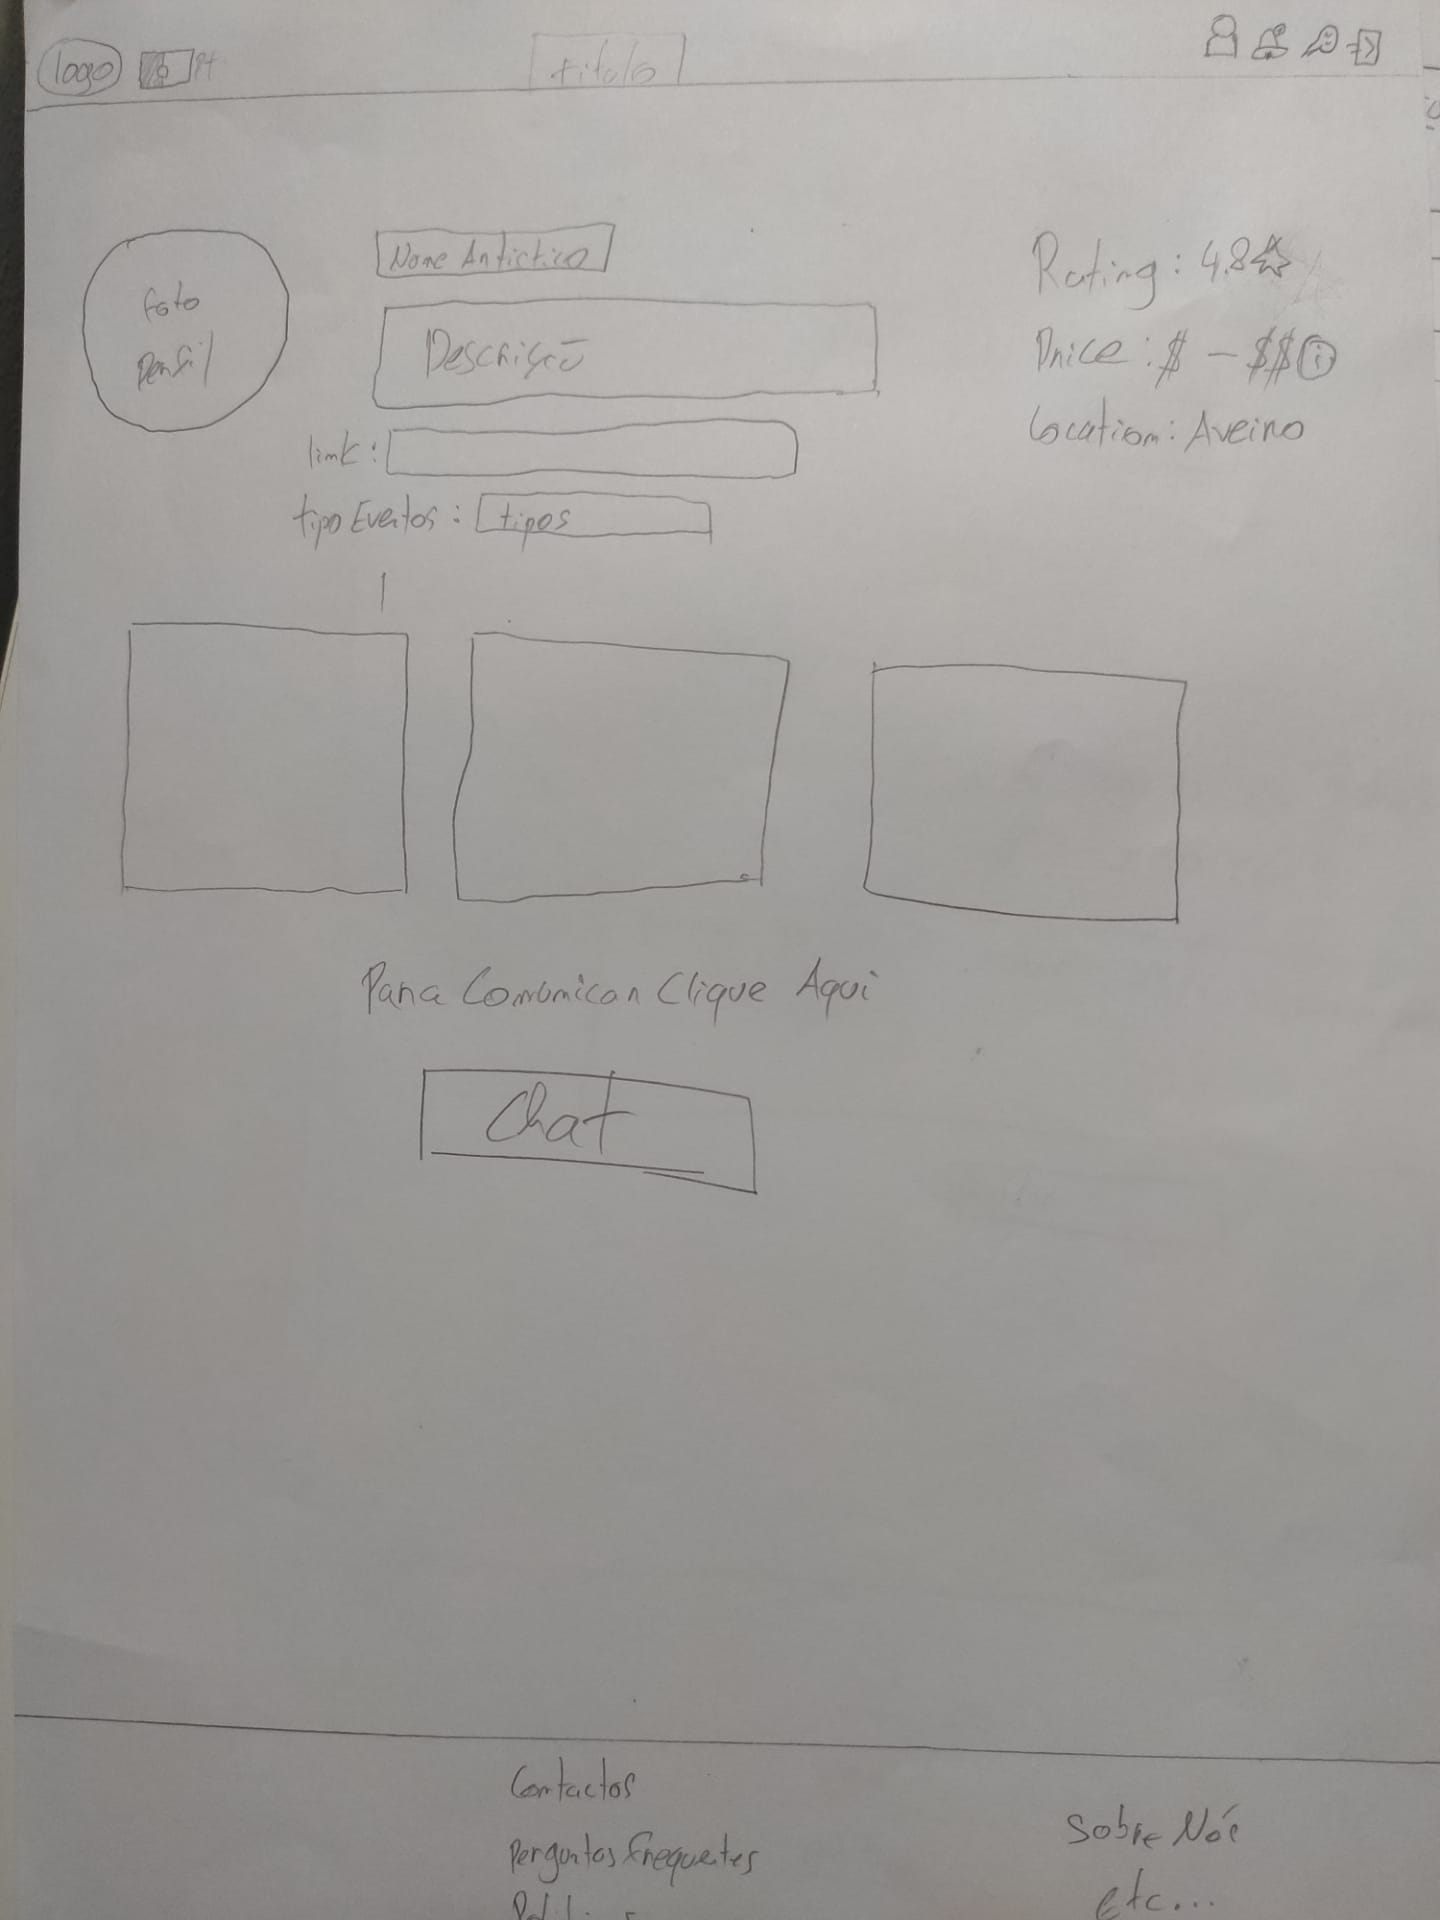 logo Pt
titulo
foto
Perfil
Nome Artistico
Descrição
link:
tipo Eventos: tipos
Rating: 4.8
Price: $ - $$ i
Location: Aveiro
Para Comunicar Clique Aqui
Chat
Contactos
Perguntas frequentes
Sobre Nós
etc...